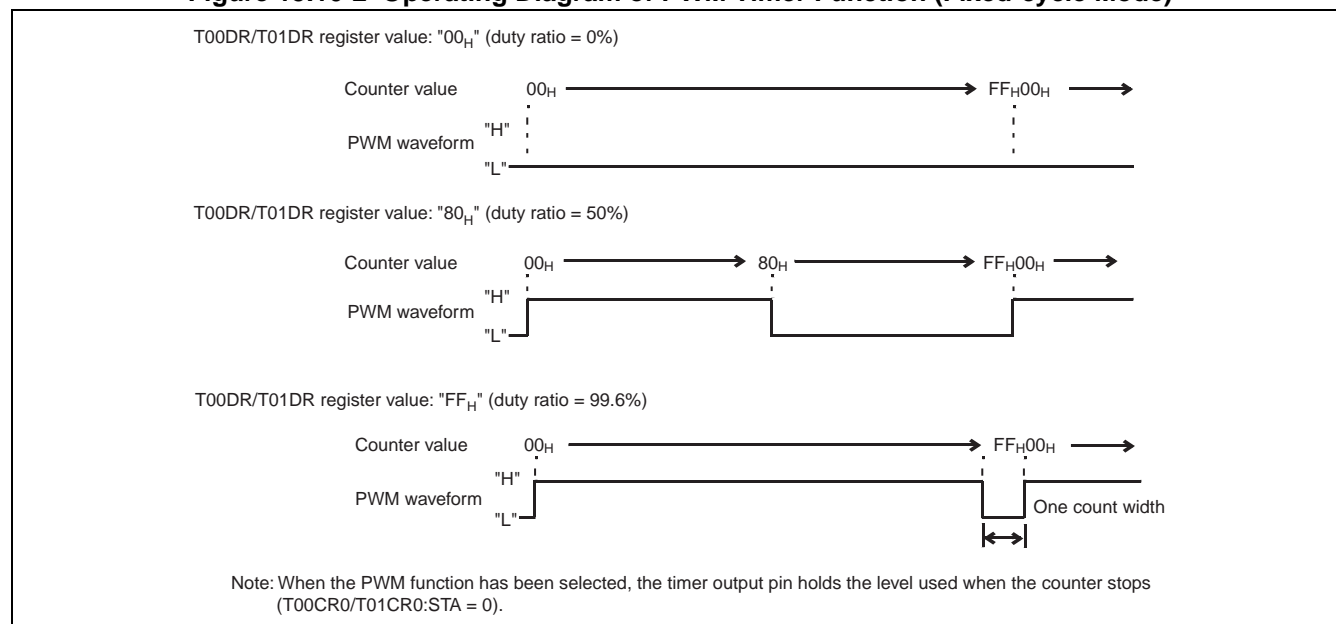 T00DR/T01DR register value: "00H" (duty ratio = 0%)
Counter value 00H FFH00H
"H"
PWM waveform
"L"
T00DR/T01DR register value: "80H" (duty ratio = 50%)
Counter value 00H 80H FFH00H
"H"
PWM waveform
"L"
T00DR/T01DR register value: "FFH" (duty ratio = 99.6%)
Counter value 00H FFH00H
"H"
PWM waveform
"L"
One count width
Note: When the PWM function has been selected, the timer output pin holds the level used when the counter stops
(T00CR0/T01CR0:STA = 0).